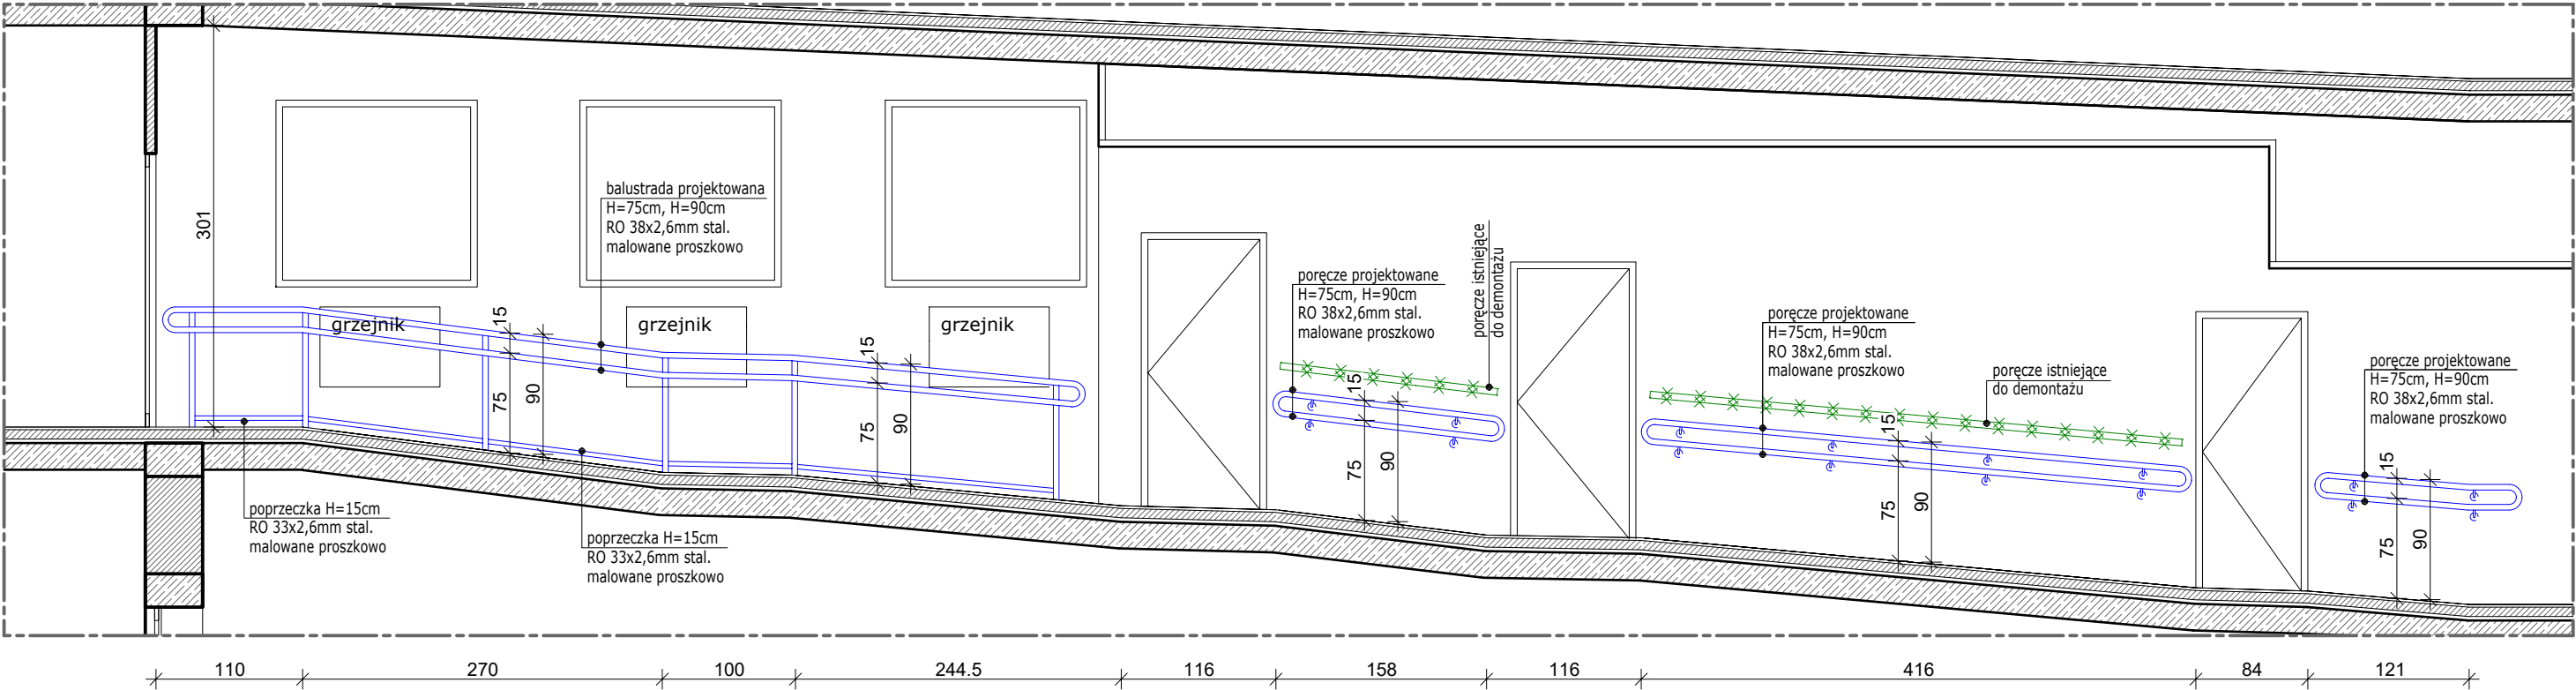 301
balustrada projektowana
H=75cm, H=90cm
RO 38x2,6mm stal.
malowane proszkowo
grzejnik
grzejnik
grzejnik
15
75
90
15
75
90
poprzeczka H=15cm
RO 33x2,6mm stal.
malowane proszkowo
poprzeczka H=15cm
RO 33x2,6mm stal.
malowane proszkowo
poręcze projektowane
H=75cm, H=90cm
RO 38x2,6mm stal.
malowane proszkowo
poręcze istniejące
do demontażu
15
75
90
poręcze projektowane
H=75cm, H=90cm
RO 38x2,6mm stal.
malowane proszkowo
poręcze istniejące
do demontażu
15
75
90
poręcze projektowane
H=75cm, H=90cm
RO 38x2,6mm stal.
malowane proszkowo
15
75
90
110 270 100 244.5 116 158 116 416 84 121